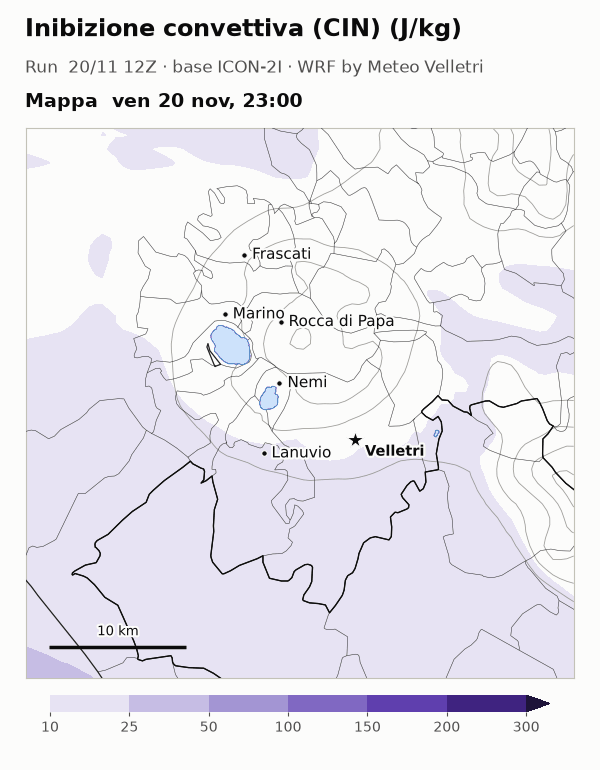 Inibizione convettiva (CIN) (J/kg)
Run  20/11 12Z · base ICON-2I · WRF by Meteo Velletri
Mappa  ven 20 nov, 23:00
Frascati
Marino
Rocca di Papa
Nemi
Velletri
Lanuvio
10 km
10 25 50 100 150 200 300